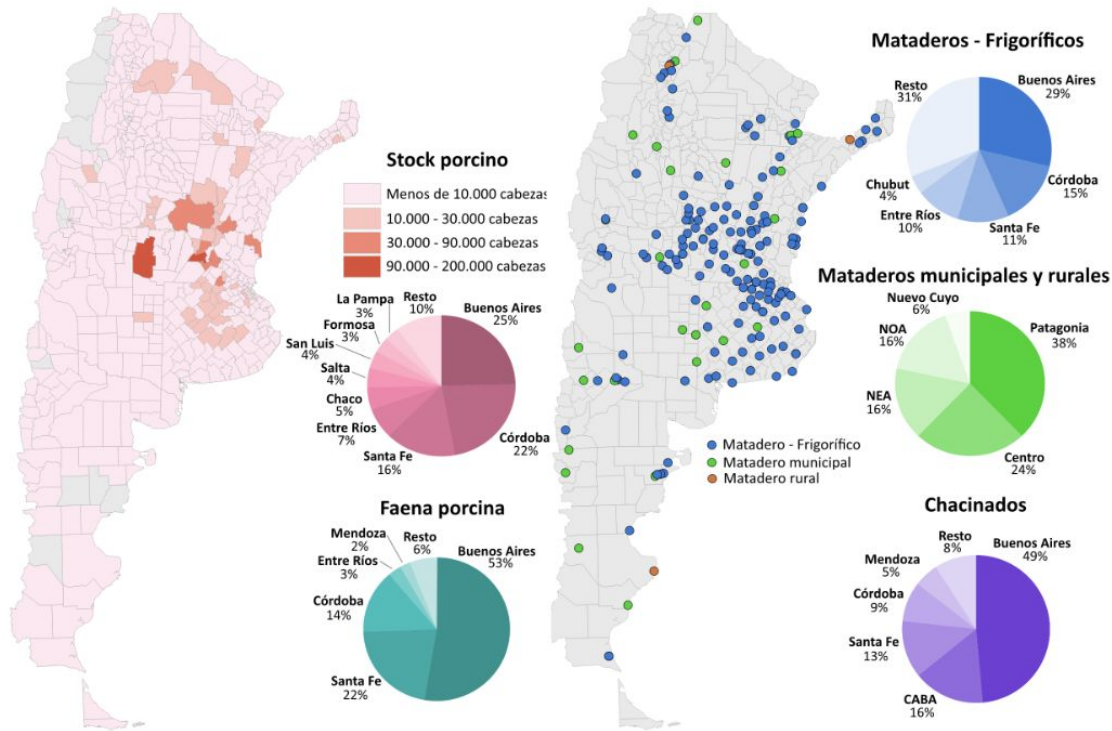 Stock porcino
Menos de 10.000 cabezas
10.000 - 30.000 cabezas
30.000 - 90.000 cabezas
90.000 - 200.000 cabezas
Resto
10%
Buenos Aires
25%
Córdoba
22%
Santa Fe
16%
Entre Ríos
7%
Chaco
5%
Salta
4%
San Luis
4%
Formosa
3%
La Pampa
3%
Faena porcina
Resto
6%
Buenos Aires
53%
Santa Fe
22%
Córdoba
14%
Entre Ríos
3%
Mendoza
2%
Matadero - Frigorífico
Matadero municipal
Matadero rural
Mataderos - Frigoríficos
Resto
31%
Buenos Aires
29%
Córdoba
15%
Santa Fe
11%
Entre Ríos
10%
Chubut
4%
Mataderos municipales y rurales
Nuevo Cuyo
6%
Patagonia
38%
Centro
24%
NEA
16%
NOA
16%
Chacinados
Resto
8%
Buenos Aires
49%
CABA
16%
Santa Fe
13%
Córdoba
9%
Mendoza
5%